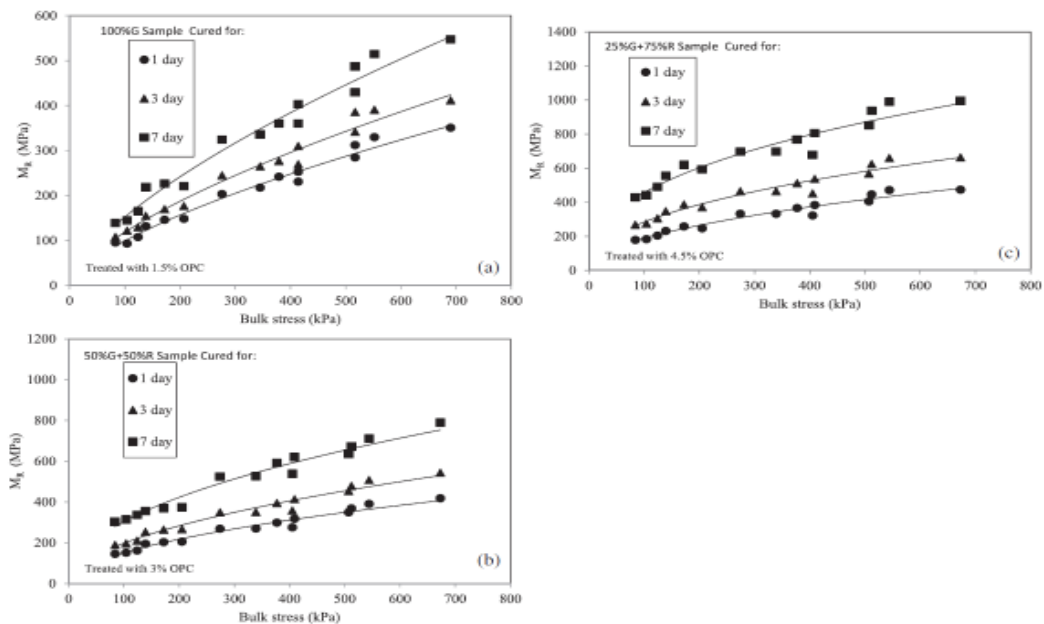 100%G Sample Cured for:
1 day
3 day
7 day
600
500
400
300
200
100
0
M_R (MPa)
Treated with 1.5% OPC
(a)
0 100 200 300 400 500 600 700 800
Bulk stress (kPa)
25%G+75%R Sample Cured for:
1 day
3 day
7 day
1400
1200
1000
800
600
400
200
0
M_R (MPa)
Treated with 4.5% OPC
(c)
0 100 200 300 400 500 600 700 800
Bulk stress (kPa)
50%G+50%R Sample Cured for:
1 day
3 day
7 day
1200
1000
800
600
400
200
0
M_R (MPa)
Treated with 3% OPC
(b)
0 100 200 300 400 500 600 700 800
Bulk stress (kPa)